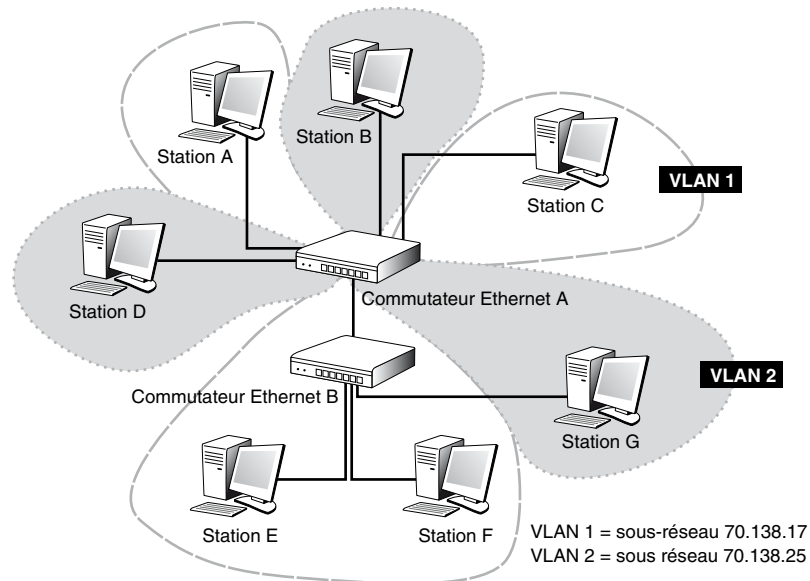 Station A
Station B
Station C
VLAN 1
Station D
Commutateur Ethernet A
Commutateur Ethernet B
VLAN 2
Station G
Station E
Station F
VLAN 1 = sous-réseau 70.138.17
VLAN 2 = sous réseau 70.138.25